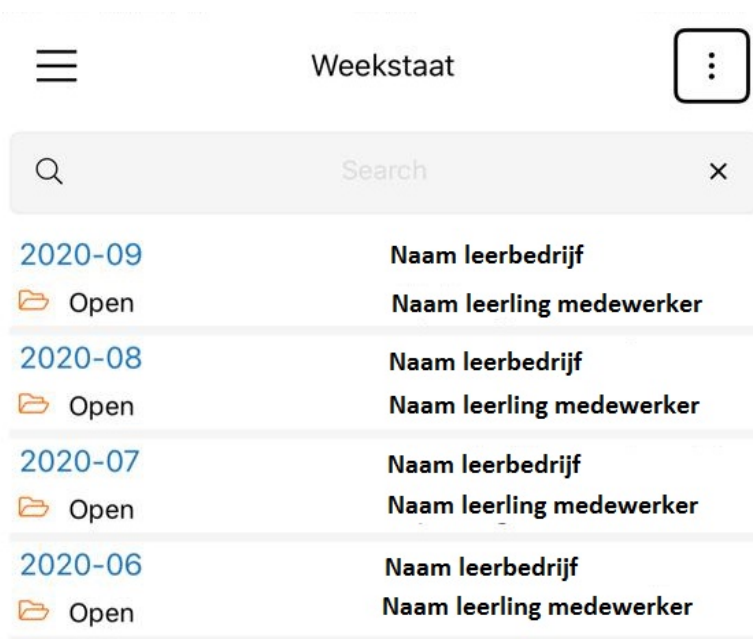 Weekstaat
Search
2020-09 Naam leerbedrijf
Open Naam leerling medewerker
2020-08 Naam leerbedrijf
Open Naam leerling medewerker
2020-07 Naam leerbedrijf
Open Naam leerling medewerker
2020-06 Naam leerbedrijf
Open Naam leerling medewerker